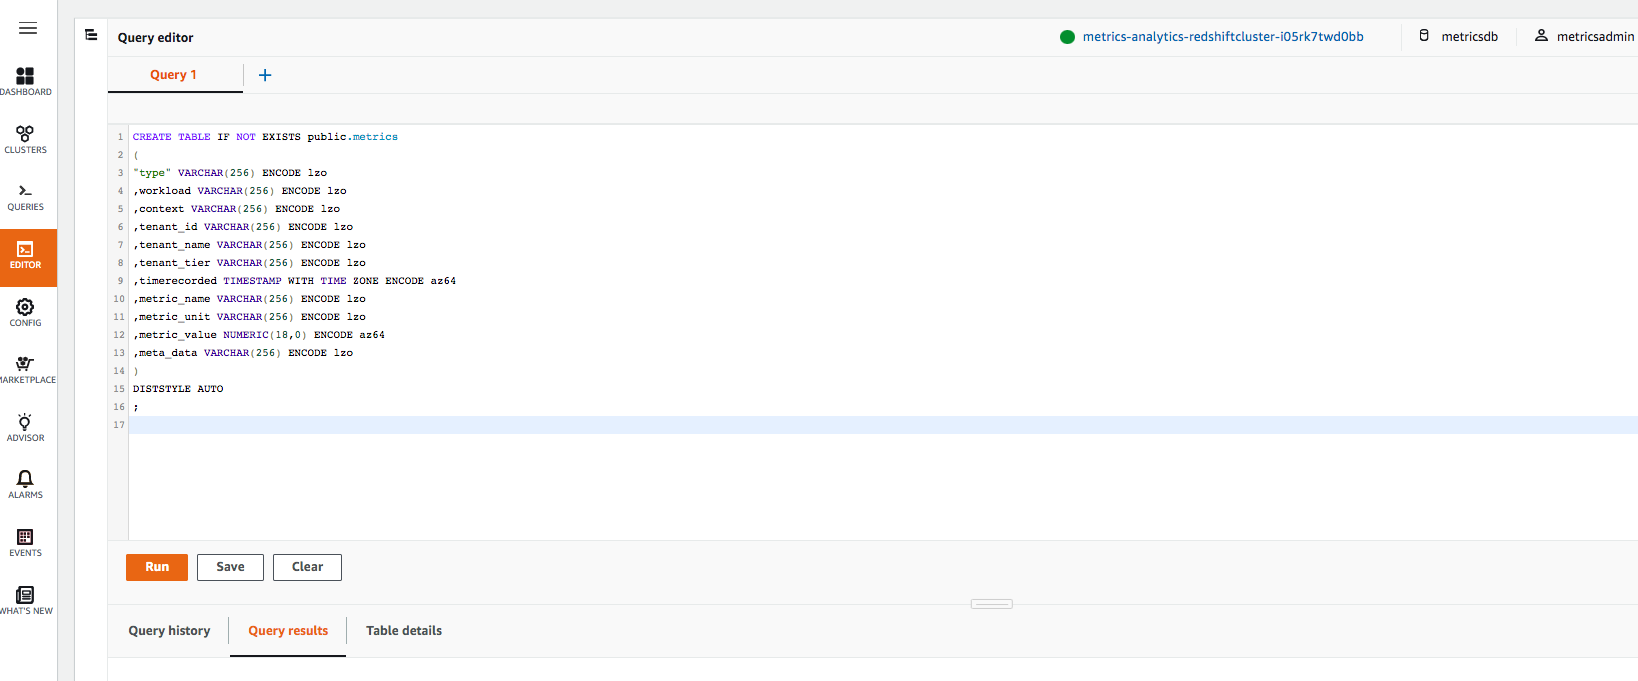 Query editor
metrics-analytics-redshiftcluster-i05rk7twd0bb
metricsdb
metricsadmin
DASHBOARD
CLUSTERS
QUERIES
EDITOR
CONFIG
MARKETPLACE
ADVISOR
ALARMS
EVENTS
WHAT'S NEW
Query 1 +
1 CREATE TABLE IF NOT EXISTS public.metrics
2 (
3 "type" VARCHAR(256) ENCODE lzo
4 ,workload VARCHAR(256) ENCODE lzo
5 ,context VARCHAR(256) ENCODE lzo
6 ,tenant_id VARCHAR(256) ENCODE lzo
7 ,tenant_name VARCHAR(256) ENCODE lzo
8 ,tenant_tier VARCHAR(256) ENCODE lzo
9 ,timerecorded TIMESTAMP WITH TIME ZONE ENCODE az64
10 ,metric_name VARCHAR(256) ENCODE lzo
11 ,metric_unit VARCHAR(256) ENCODE lzo
12 ,metric_value NUMERIC(18,0) ENCODE az64
13 ,meta_data VARCHAR(256) ENCODE lzo
14 )
15 DISTSTYLE AUTO
16 ;
17
Run Save Clear
Query history Query results Table details